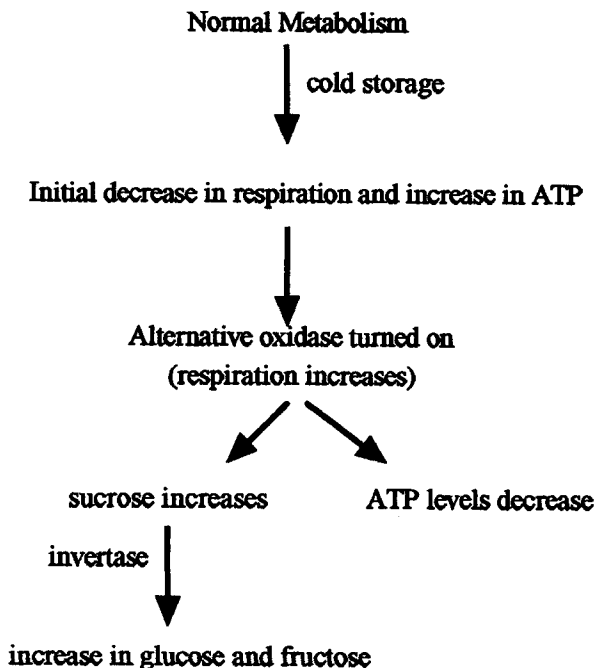 Normal Metabolism
cold storage
Initial decrease in respiration and increase in ATP
Alternative oxidase turned on
(respiration increases)
sucrose increases
ATP levels decrease
invertase
increase in glucose and fructose